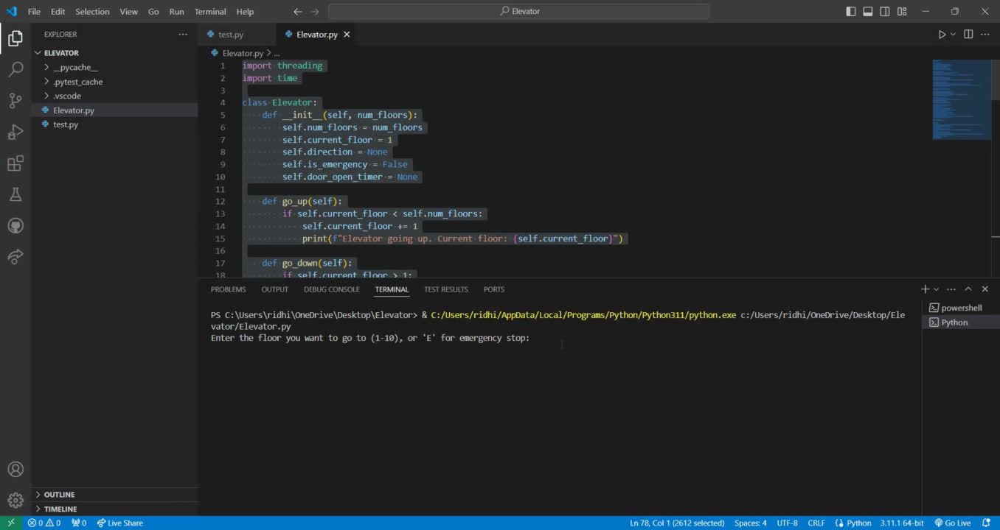 File Edit Selection View Go Run Terminal Help
Elevator
EXPLORER
ELEVATOR
__pycache__
.pytest_cache
.vscode
Elevator.py
test.py
OUTLINE
TIMELINE
test.py
Elevator.py
Elevator.py > ...
1 import threading
2 import time
3
4 class Elevator:
5 def __init__(self, num_floors):
6 self.num_floors = num_floors
7 self.current_floor = 1
8 self.direction = None
9 self.is_emergency = False
10 self.door_open_timer = None
11
12 def go_up(self):
13 if self.current_floor < self.num_floors:
14 self.current_floor += 1
15 print(f"Elevator going up. Current floor: {self.current_floor}")
16
17 def go_down(self):
18 if self.current_floor > 1:
PROBLEMS OUTPUT DEBUG CONSOLE TERMINAL TEST RESULTS PORTS
PS C:\Users\ridhi\OneDrive\Desktop\Elevator> & C:/Users/ridhi/AppData/Local/Programs/Python/Python311/python.exe c:/Users/ridhi/OneDrive/Desktop/Ele
vator/Elevator.py
Enter the floor you want to go to (1-10), or 'E' for emergency stop:
powershell
Python
0 0 0 Live Share
Ln 78, Col 1 (2612 selected) Spaces: 4 UTF-8 CRLF Python 3.11.1 64-bit Go Live